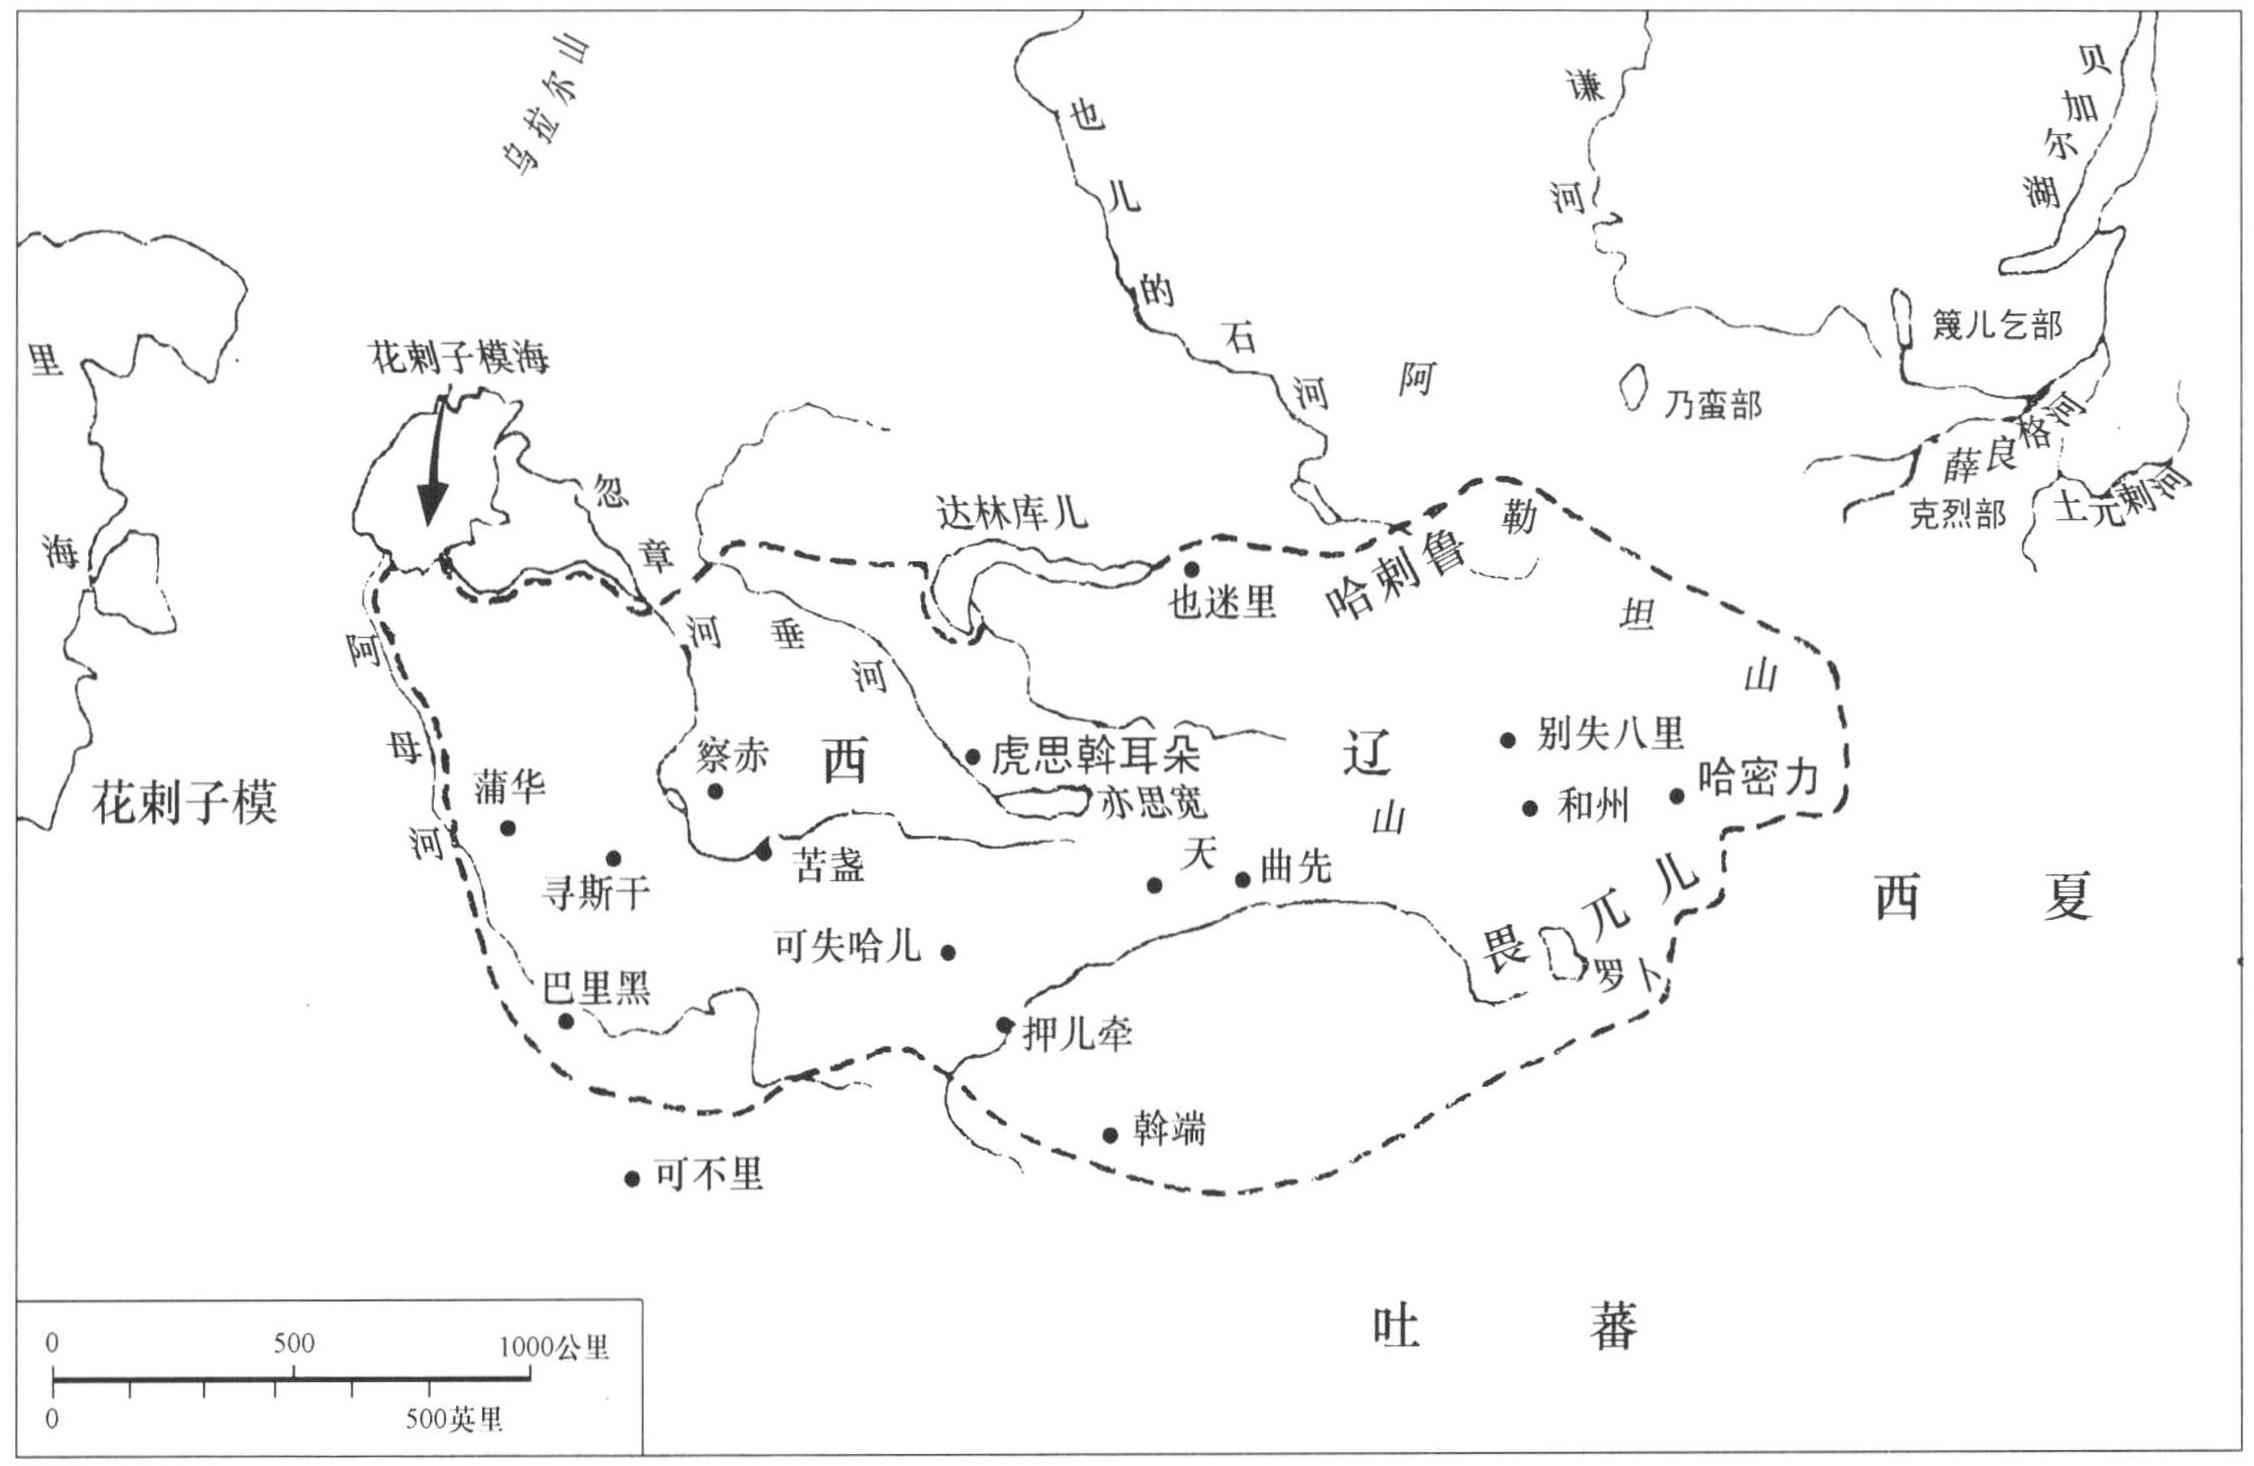 乌拉尔山
也儿的石河
谦河
贝加尔湖
里海
花剌子模海
篾儿乞部
阿勒坦山
乃蛮部
薛良格河
克烈部
土兀剌河
忽章河
达林库儿
也迷里
哈剌鲁
阿母河
垂河
花剌子模
蒲华
察赤
西辽
虎思斡耳朵
亦思宽
别失八里
和州
哈密力
寻斯干
苦盏
天山
曲先
西夏
可失哈儿
畏兀儿
罗卜
巴里黑
押儿牵
斡端
可不里
吐蕃
0 500 1000公里
0 500英里